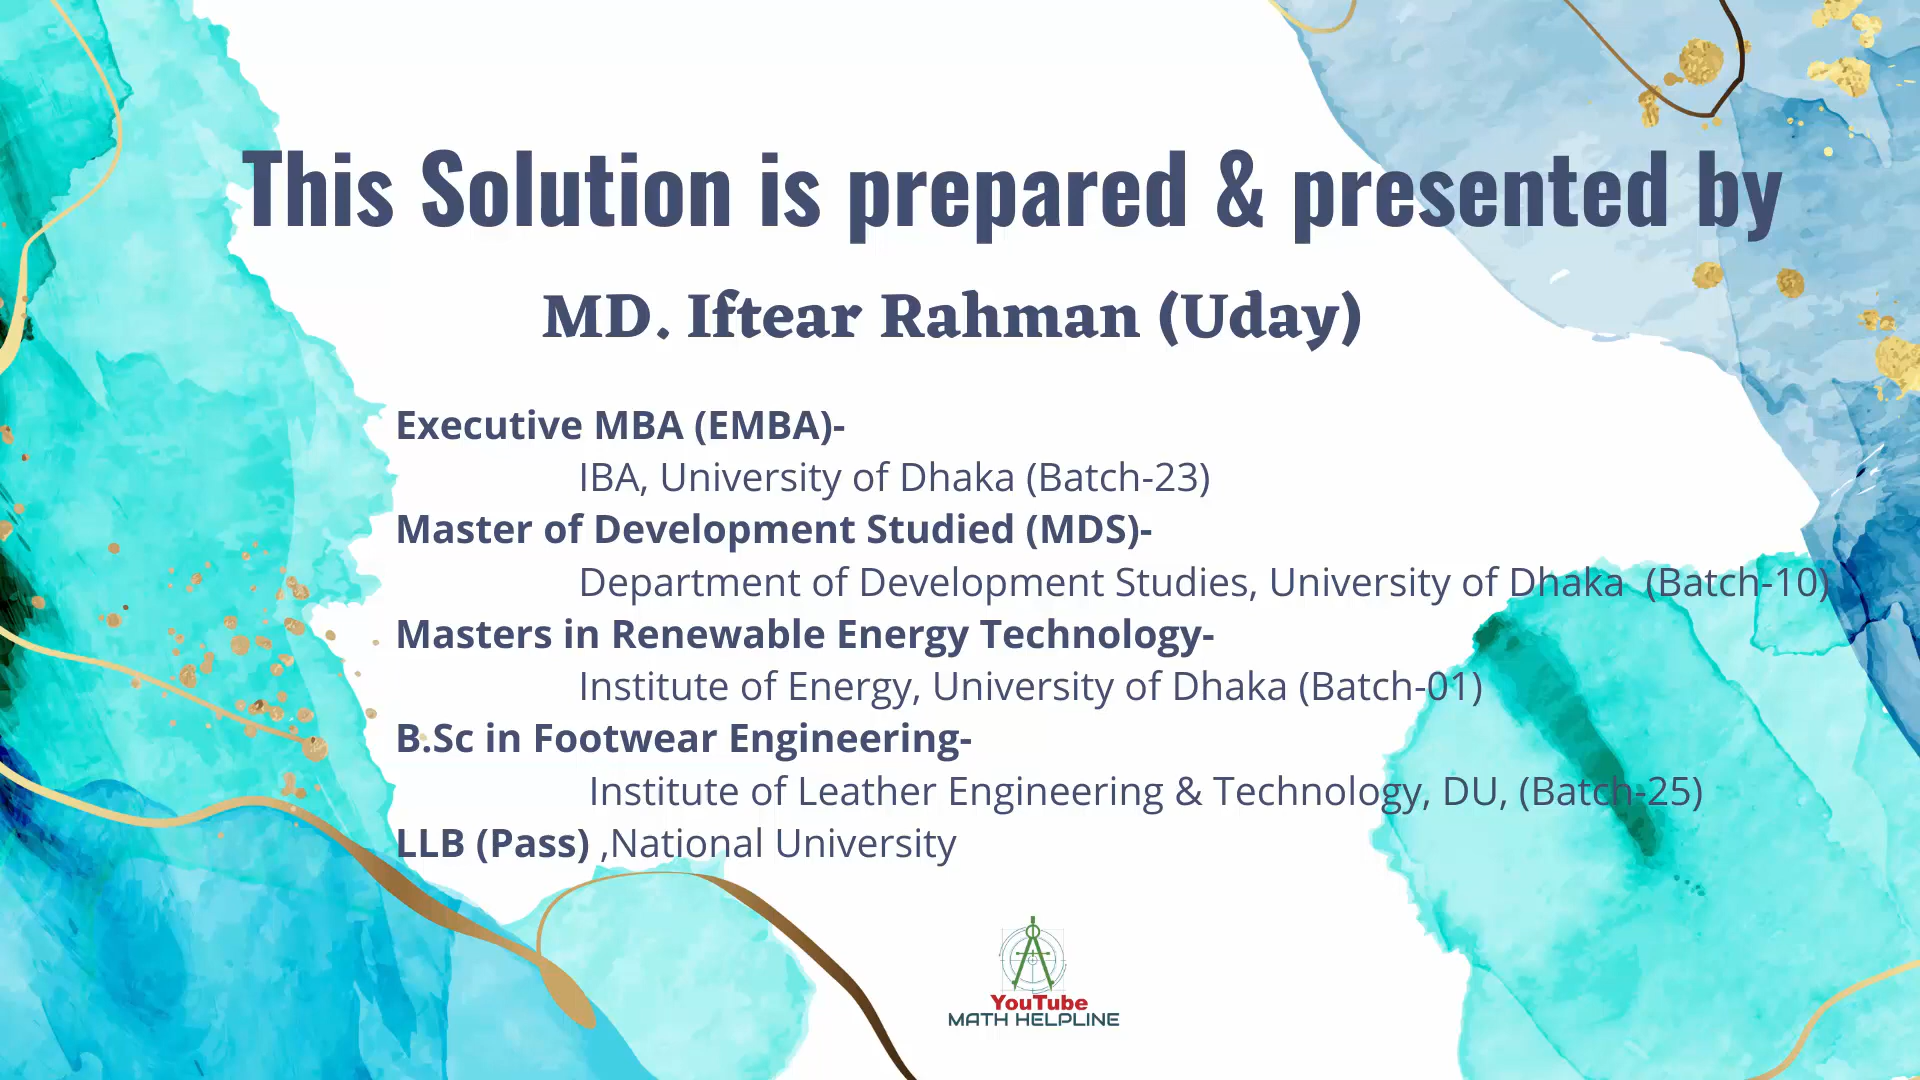 This Solution is prepared & presented by
MD. Iftear Rahman (Uday)
Executive MBA (EMBA)-
IBA, University of Dhaka (Batch-23)
Master of Development Studied (MDS)-
Department of Development Studies, University of Dhaka (Batch-10)
Masters in Renewable Energy Technology-
Institute of Energy, University of Dhaka (Batch-01)
B.Sc in Footwear Engineering-
Institute of Leather Engineering & Technology, DU, (Batch-25)
LLB (Pass) ,National University
YouTube
MATH HELPLINE